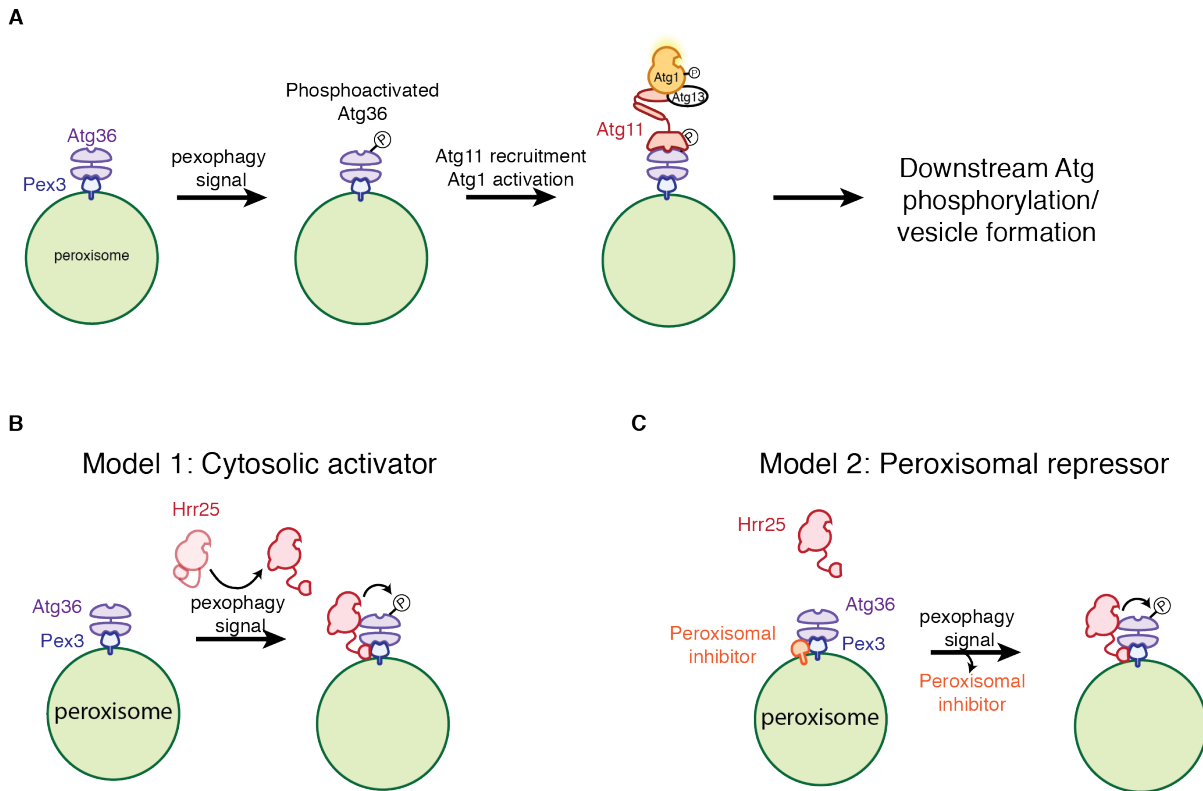 A
Atg36
Pex3
peroxisome
pexophagy
signal
Phosphoactivated
Atg36
P
Atg11 recruitment
Atg1 activation
Atg1
P
Atg13
Atg11
P
Downstream Atg
phosphorylation/
vesicle formation
B
Model 1: Cytosolic activator
Hrr25
Atg36
Pex3
pexophagy
signal
P
peroxisome
C
Model 2: Peroxisomal repressor
Hrr25
Atg36
Peroxisomal
inhibitor
Pex3
pexophagy
signal
Peroxisomal
inhibitor
P
peroxisome